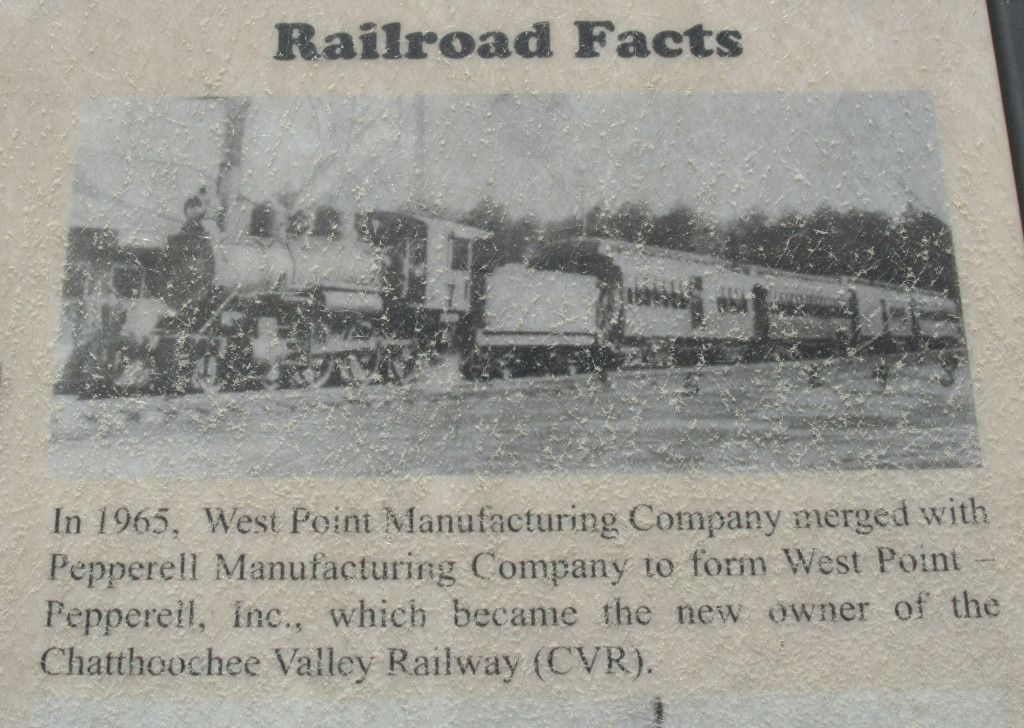 Railroad Facts
In 1965, West Point Manufacturing Company merged with
Pepperell Manufacturing Company to form West Point –
Pepperell, Inc., which became the new owner of the
Chatthoochee Valley Railway (CVR).